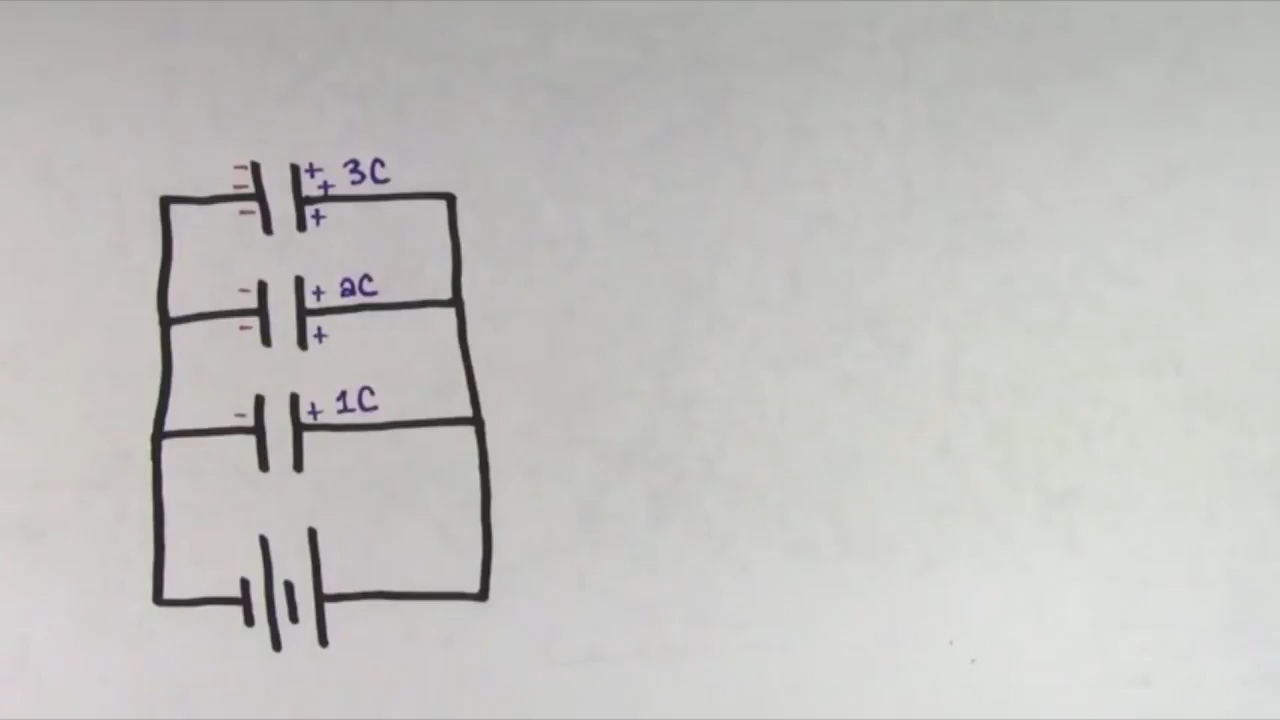 - + 3C
- +
- +
- + 2C
- +
- + 1C